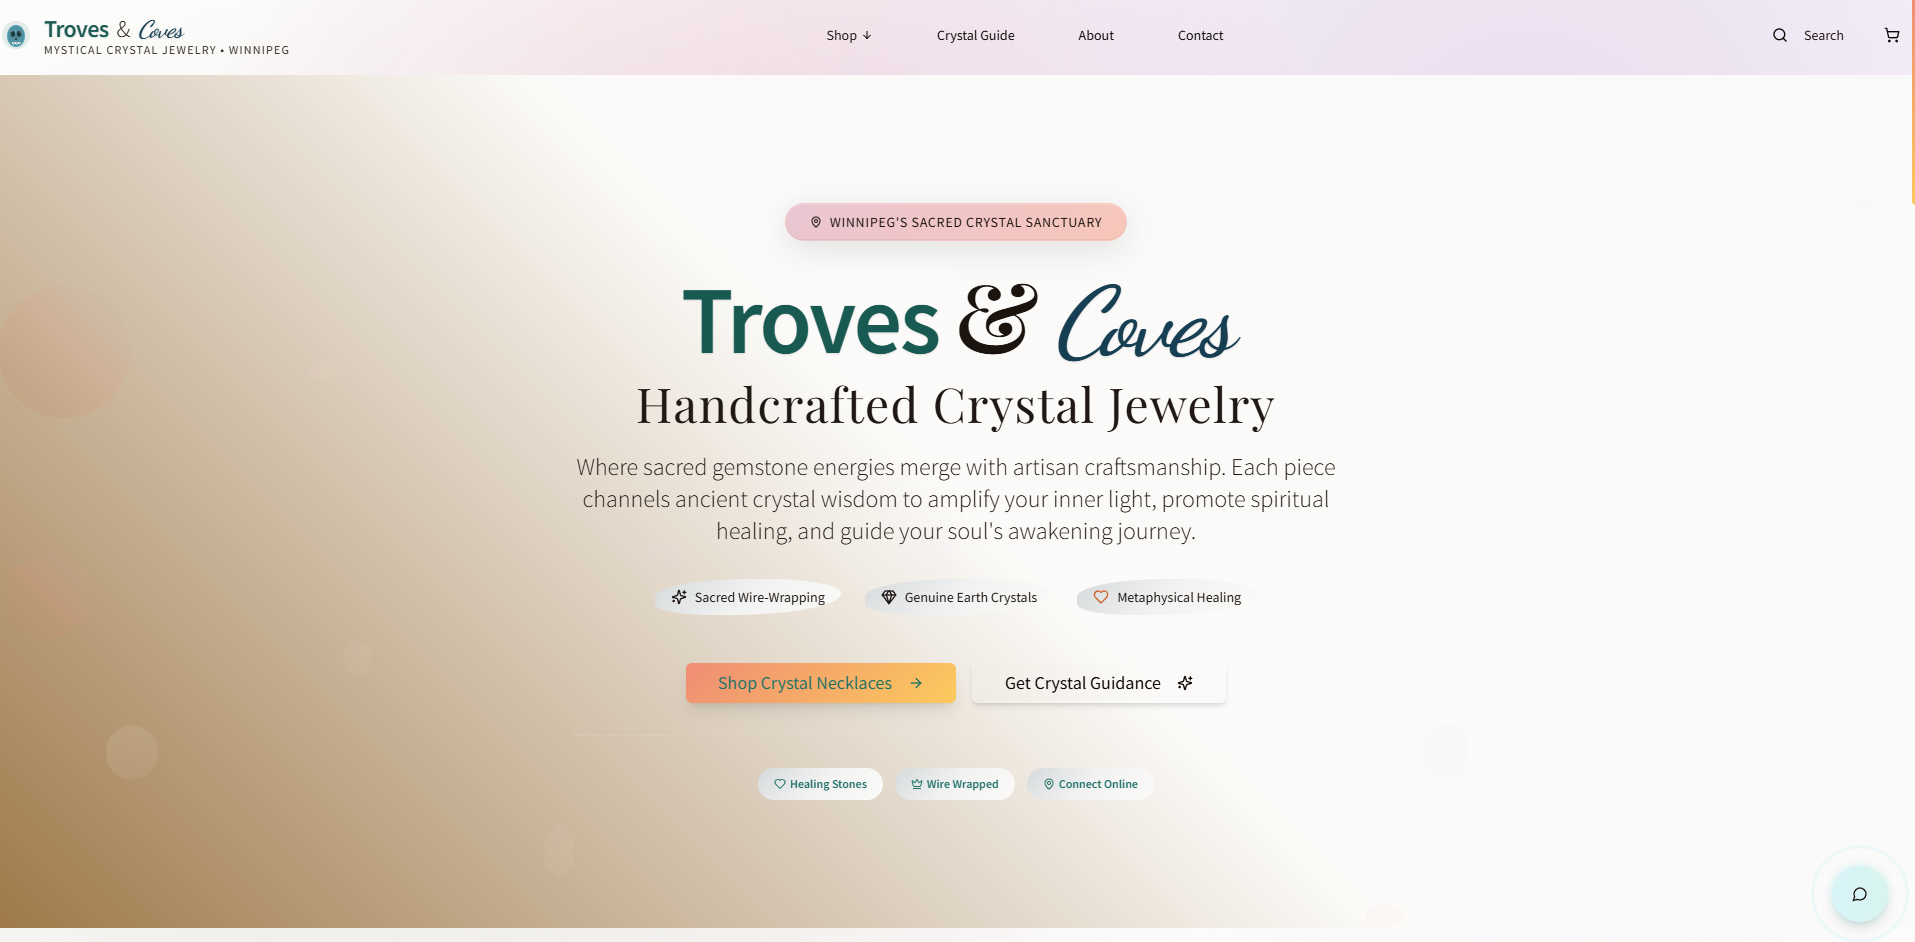 Troves & Coves
MYSTICAL CRYSTAL JEWELRY • WINNIPEG
Shop
Crystal Guide
About
Contact
Search
WINNIPEG'S SACRED CRYSTAL SANCTUARY
Troves & Coves
Handcrafted Crystal Jewelry
Where sacred gemstone energies merge with artisan craftsmanship. Each piece
channels ancient crystal wisdom to amplify your inner light, promote spiritual
healing, and guide your soul's awakening journey.
Sacred Wire-Wrapping
Genuine Earth Crystals
Metaphysical Healing
Shop Crystal Necklaces
Get Crystal Guidance
Healing Stones
Wire Wrapped
Connect Online